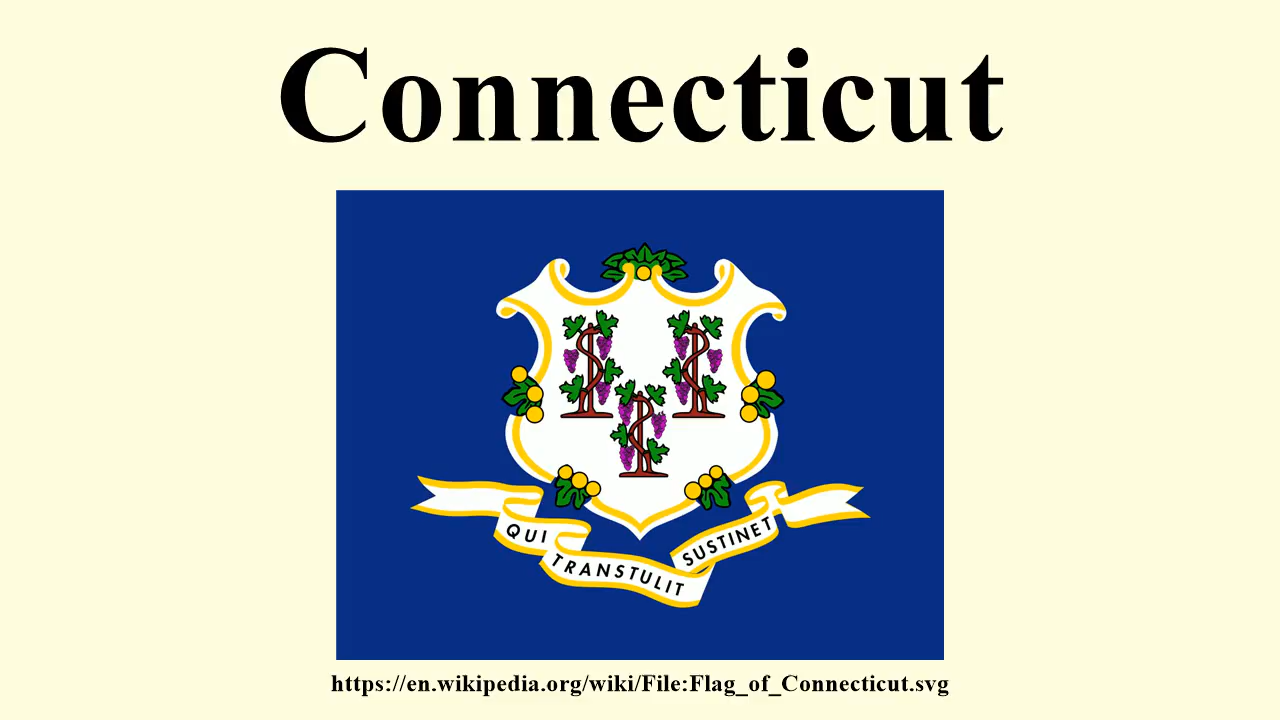 Connecticut
QUI
TRANSTULIT
SUSTINET
https://en.wikipedia.org/wiki/File:Flag_of_Connecticut.svg